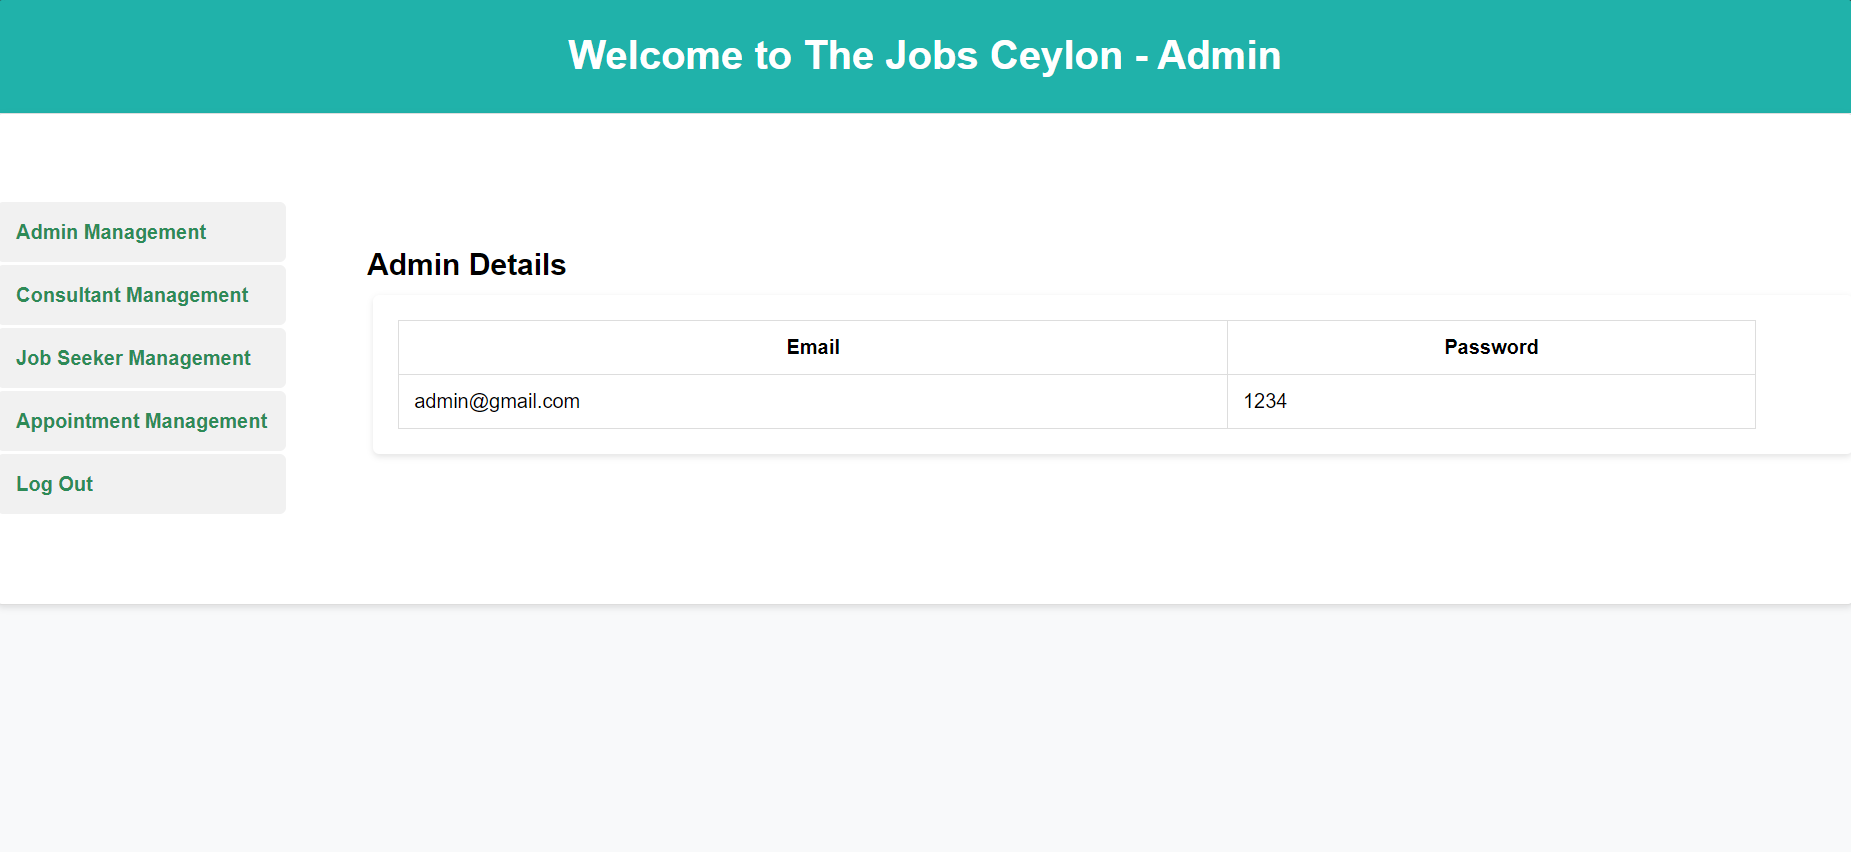 Welcome to The Jobs Ceylon - Admin
Admin Management
Consultant Management
Job Seeker Management
Appointment Management
Log Out
Admin Details
Email Password
admin@gmail.com 1234